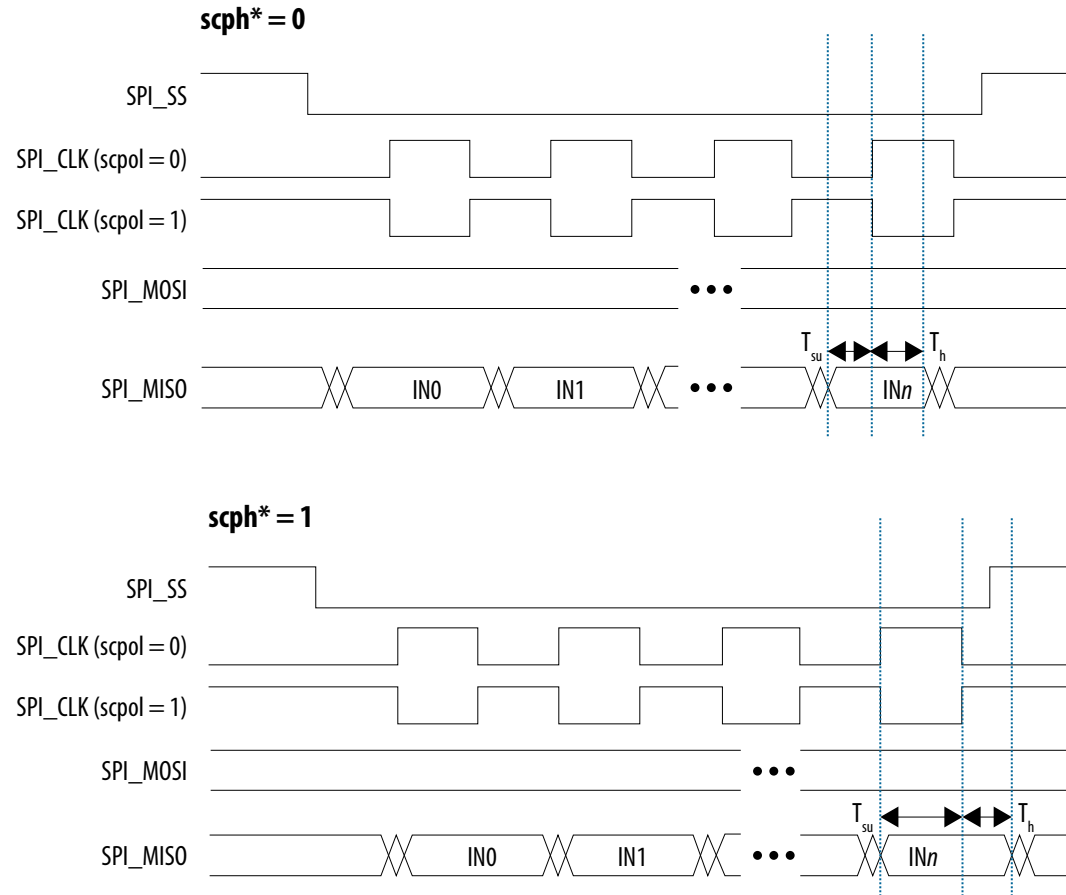 scph* = 0
SPI_SS
SPI_CLK (scpol = 0)
SPI_CLK (scpol = 1)
SPI_MOSI
•••
Tsu Th
SPI_MISO IN0 IN1 ••• INn
scph* = 1
SPI_SS
SPI_CLK (scpol = 0)
SPI_CLK (scpol = 1)
SPI_MOSI
•••
Tsu Th
SPI_MISO IN0 IN1 ••• INn